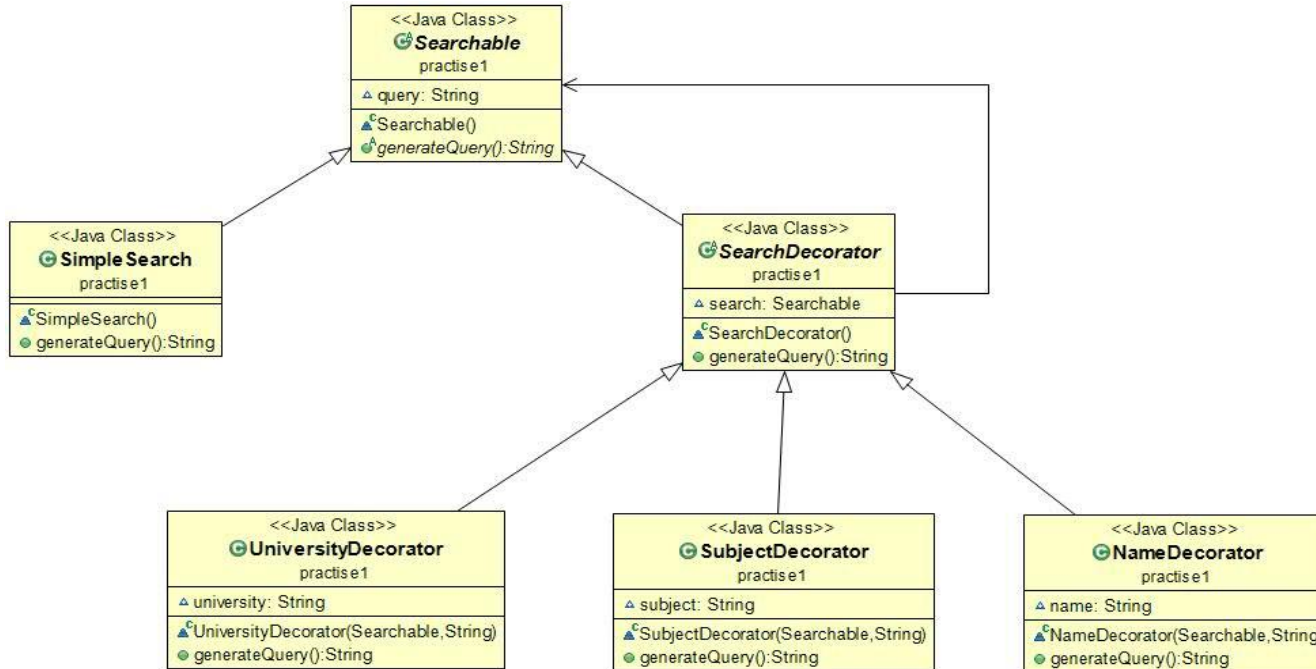 <<Java Class>>
Searchable
practise1
query: String
Searchable()
generateQuery():String
<<Java Class>>
SimpleSearch
practise1
SimpleSearch()
generateQuery():String
<<Java Class>>
SearchDecorator
practise1
search: Searchable
SearchDecorator()
generateQuery():String
<<Java Class>>
UniversityDecorator
practise1
university: String
UniversityDecorator(Searchable,String)
generateQuery():String
<<Java Class>>
SubjectDecorator
practise1
subject: String
SubjectDecorator(Searchable,String)
generateQuery():String
<<Java Class>>
NameDecorator
practise1
name: String
NameDecorator(Searchable,String
generateQuery():String